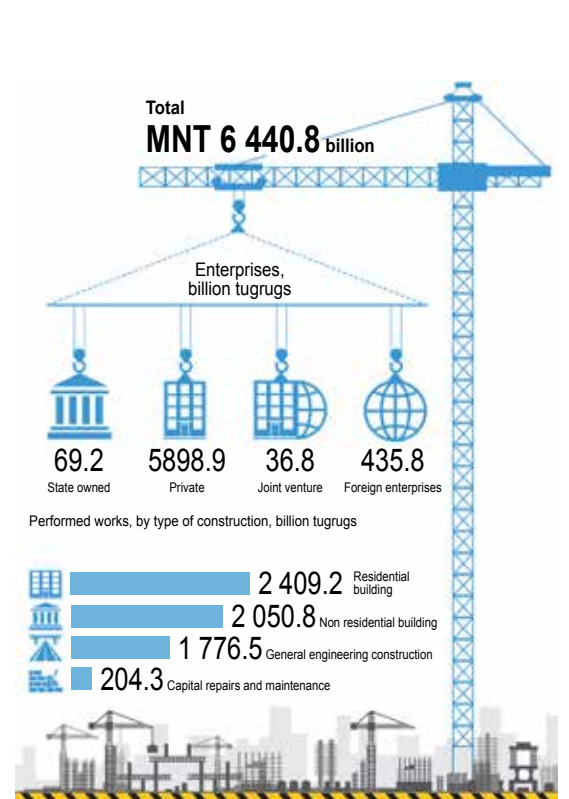 Total
MNT 6 440.8 billion
Enterprises,
billion tugrugs
69.2
State owned
5898.9
Private
36.8
Joint venture
435.8
Foreign enterprises
Performed works, by type of construction, billion tugrugs
2 409.2 Residential
building
2 050.8 Non residential building
1 776.5 General engineering construction
204.3 Capital repairs and maintenance